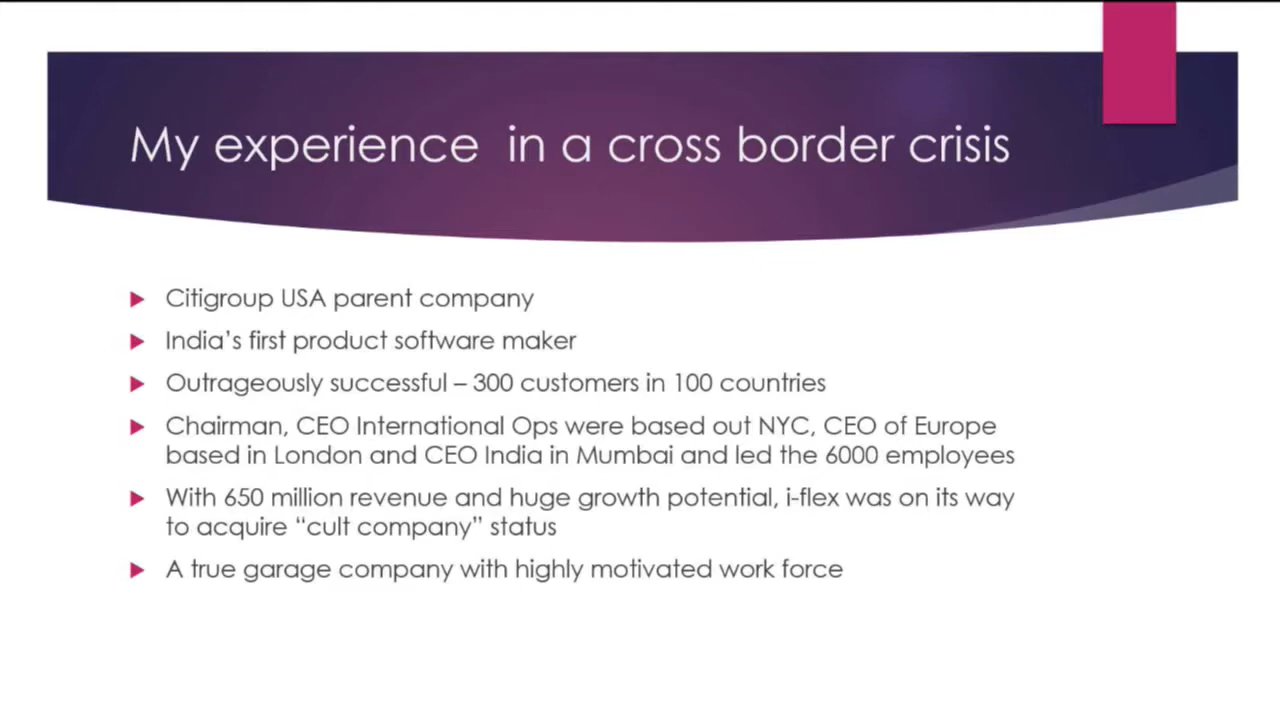 My experience  in a cross border crisis
Citigroup USA parent company
India's first product software maker
Outrageously successful – 300 customers in 100 countries
Chairman, CEO International Ops were based out NYC, CEO of Europe
based in London and CEO India in Mumbai and led the 6000 employees
With 650 million revenue and huge growth potential, i-flex was on its way
to acquire “cult company” status
A true garage company with highly motivated work force